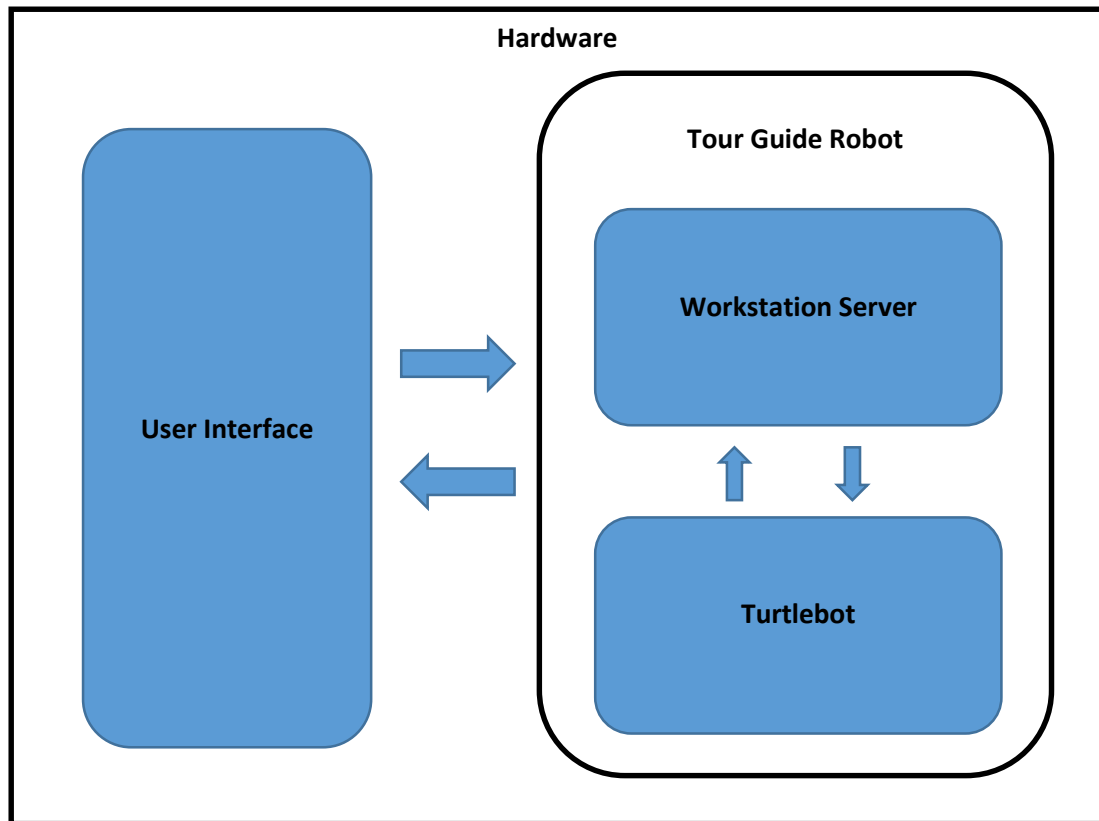 Hardware
Tour Guide Robot
Workstation Server
User Interface
Turtlebot